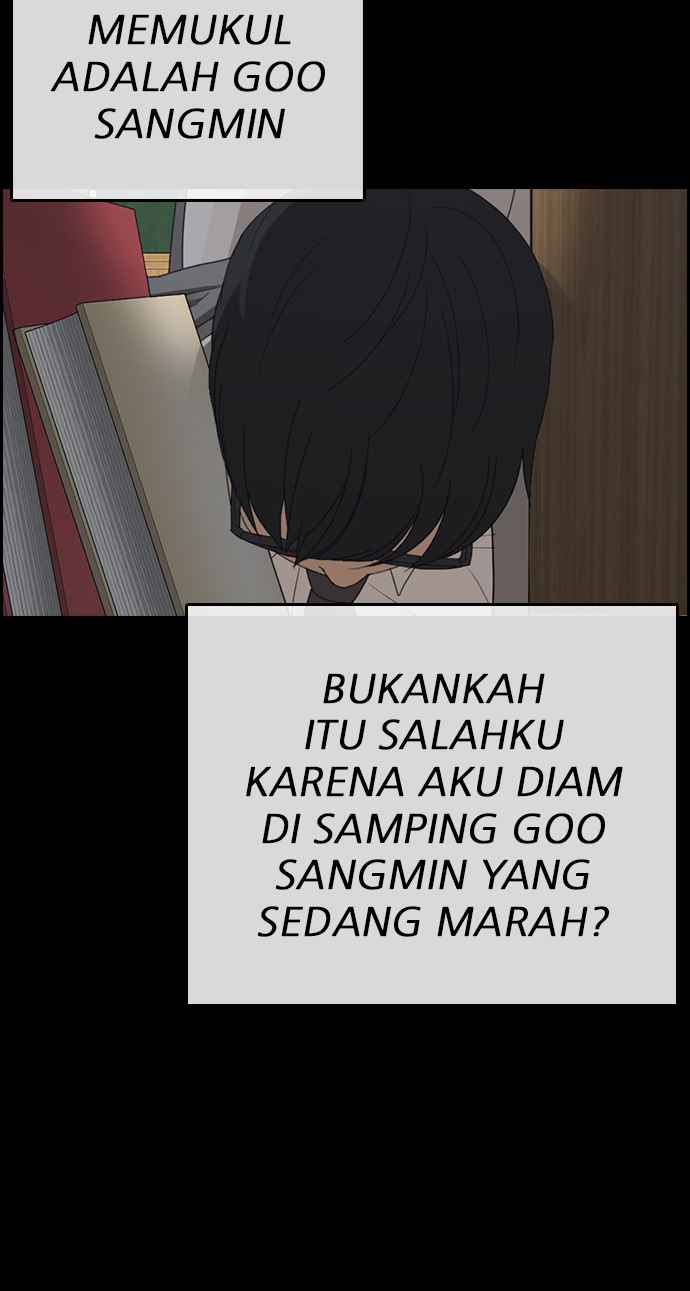 MEMUKUL
ADALAH GOO
SANGMIN
BUKANKAH
ITU SALAHKU
KARENA AKU DIAM
DI SAMPING GOO
SANGMIN YANG
SEDANG MARAH?